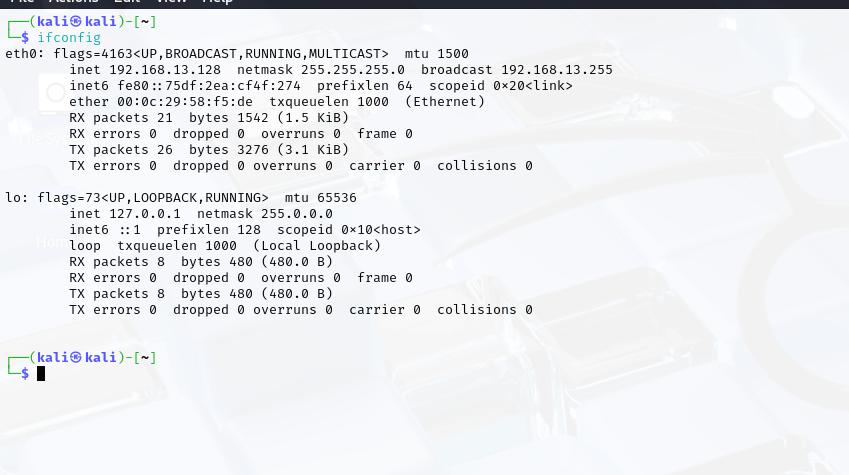 File Actions Edit View Help
┌──(kali㉿kali)-[~]
└─$ ifconfig
eth0: flags=4163<UP,BROADCAST,RUNNING,MULTICAST>  mtu 1500
        inet 192.168.13.128  netmask 255.255.255.0  broadcast 192.168.13.255
        inet6 fe80::75df:2ea:cf4f:274  prefixlen 64  scopeid 0×20<link>
        ether 00:0c:29:58:f5:de  txqueuelen 1000  (Ethernet)
        RX packets 21  bytes 1542 (1.5 KiB)
        RX errors 0  dropped 0  overruns 0  frame 0
        TX packets 26  bytes 3276 (3.1 KiB)
        TX errors 0  dropped 0 overruns 0  carrier 0  collisions 0
lo: flags=73<UP,LOOPBACK,RUNNING>  mtu 65536
        inet 127.0.0.1  netmask 255.0.0.0
        inet6 ::1  prefixlen 128  scopeid 0×10<host>
        loop  txqueuelen 1000  (Local Loopback)
        RX packets 8  bytes 480 (480.0 B)
        RX errors 0  dropped 0  overruns 0  frame 0
        TX packets 8  bytes 480 (480.0 B)
        TX errors 0  dropped 0 overruns 0  carrier 0  collisions 0
┌──(kali㉿kali)-[~]
└─$